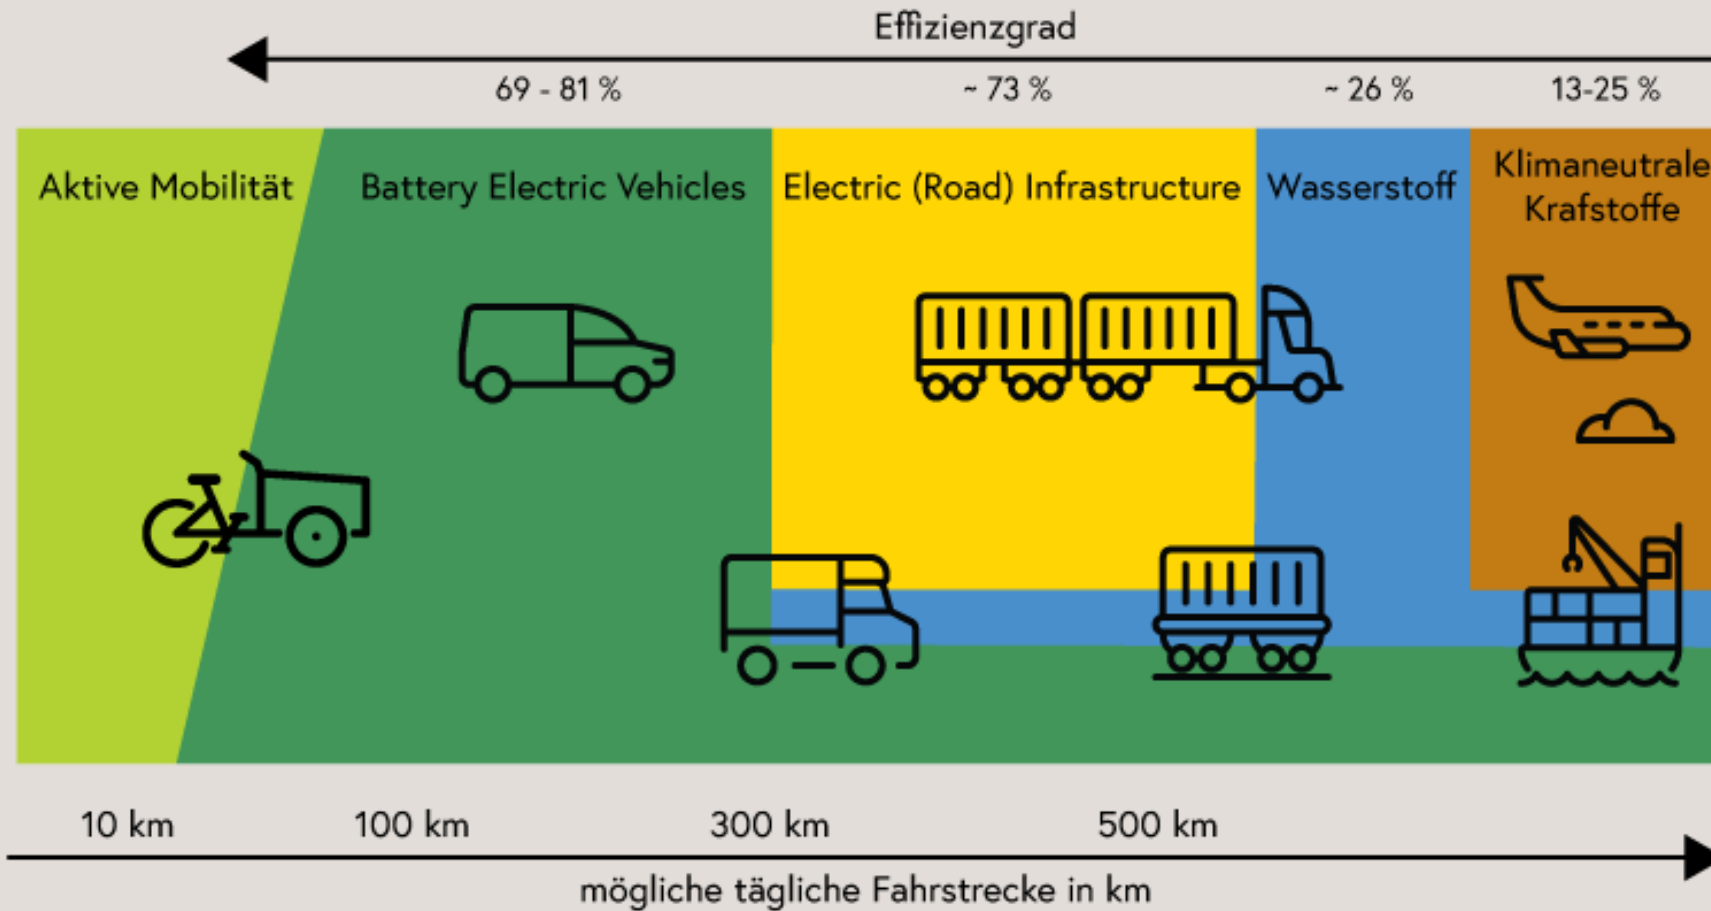 Effizienzgrad
69 - 81 %
~ 73 %
~ 26 %
13-25 %
Aktive Mobilität
Battery Electric Vehicles
Electric (Road) Infrastructure
Wasserstoff
Klimaneutrale
Krafstoffe
10 km
100 km
300 km
500 km
mögliche tägliche Fahrstrecke in km